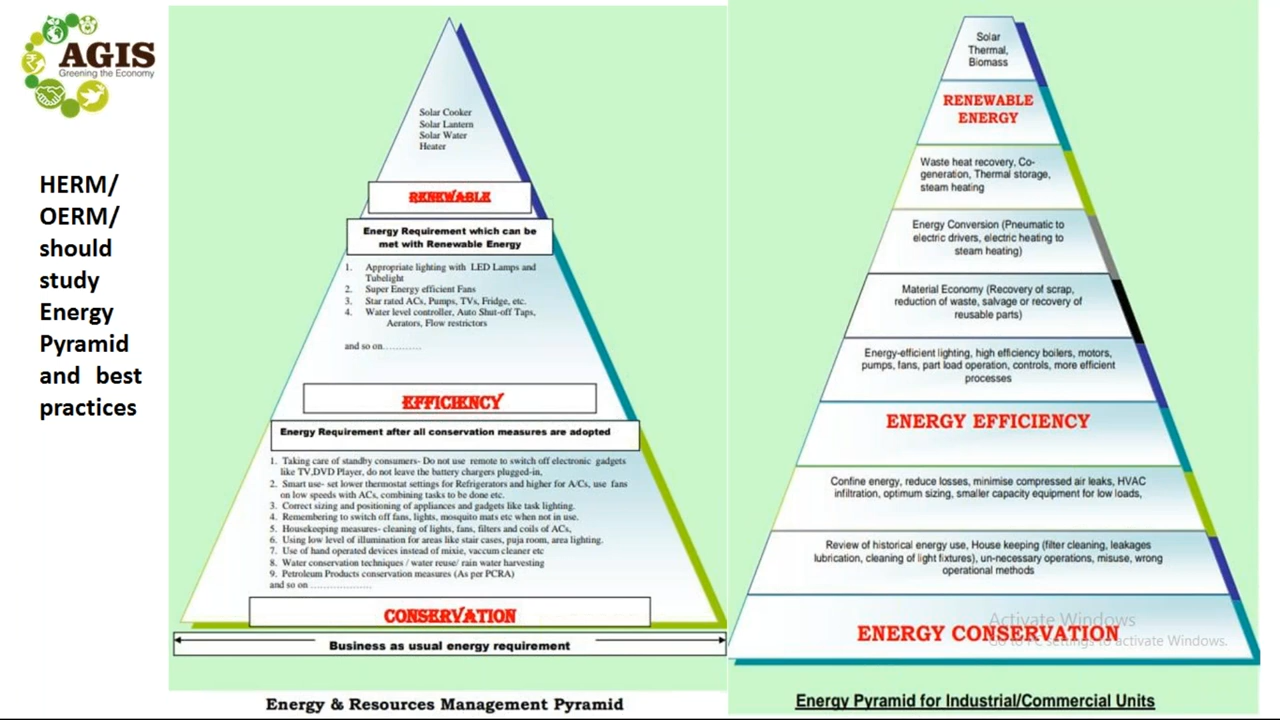 AGIS
Greening the Economy
HERM/
OERM/
should
study
Energy
Pyramid
and best
practices
Solar Cooker
Solar Lantern
Solar Water
Heater
RENEWABLE
Energy Requirement which can be
met with Renewable Energy
1. Appropriate lighting with LED Lamps and
Tubelight
2. Super Energy efficient Fans
3. Star rated ACs, Pumps, TVs, Fridge, etc.
4. Water level controller, Auto Shut-off Taps,
Aerators, Flow restrictors
and so on............
EFFICIENCY
Energy Requirement after all conservation measures are adopted
1. Taking care of standby consumers- Do not use remote to switch off electronic gadgets
like TV,DVD Player, do not leave the battery chargers plugged-in,
2. Smart use- set lower thermostat settings for Refrigerators and higher for A/Cs, use fans
on low speeds with ACs, combining tasks to be done etc.
3. Correct sizing and positioning of appliances and gadgets like task lighting.
4. Remembering to switch off fans, lights, mosquito mats etc when not in use.
5. Housekeeping measures- cleaning of lights, fans, filters and coils of ACs,
6. Using low level of illumination for areas like stair cases, puja room, area lighting.
7. Use of hand operated devices instead of mixie, vaccum cleaner etc
8. Water conservation techniques / water reuse/ rain water harvesting
9. Petroleum Products conservation measures (As per PCRA)
and so on ...................
CONSERVATION
Business as usual energy requirement
Energy & Resources Management Pyramid
Solar
Thermal,
Biomass
RENEWABLE
ENERGY
Waste heat recovery, Co-
generation, Thermal storage,
steam heating
Energy Conversion (Pneumatic to
electric drivers, electric heating to
steam heating)
Material Economy (Recovery of scrap,
reduction of waste, salvage or recovery of
reusable parts)
Energy-efficient lighting, high efficiency boilers, motors,
pumps, fans, part load operation, controls, more efficient
processes
ENERGY EFFICIENCY
Confine energy, reduce losses, minimise compressed air leaks, HVAC
infiltration, optimum sizing, smaller capacity equipment for low loads,
Review of historical energy use, House keeping (filter cleaning, leakages
lubrication, cleaning of light fixtures), un-necessary operations, misuse, wrong
operational methods
ENERGY CONSERVATION
Activate Windows
Go to PC settings to activate Windows.
Energy Pyramid for Industrial/Commercial Units